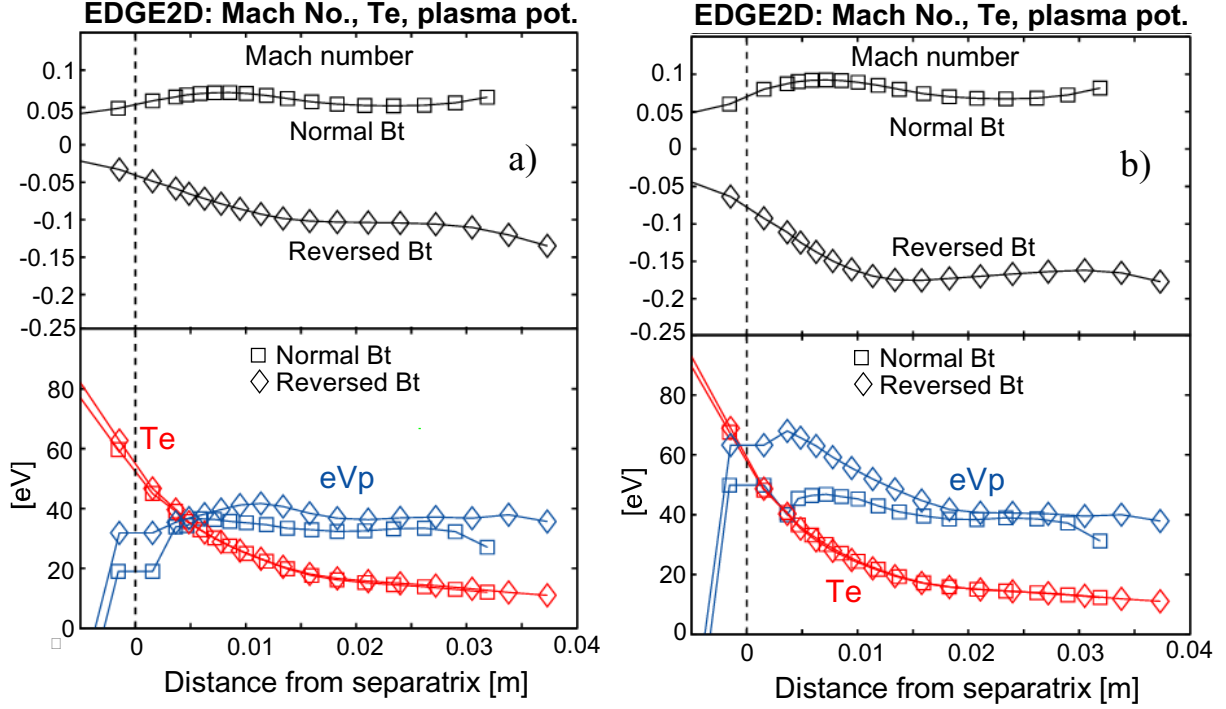 EDGE2D: Mach No., Te, plasma pot.
Mach number
0.1
0.05
0
-0.05
-0.1
-0.2
-0.25
Normal Bt
Reversed Bt
a)
Normal Bt
Reversed Bt
80
60
40
20
0
[eV]
Te
eVp
0
0.01
0.02
0.03
0.04
Distance from separatrix [m]
EDGE2D: Mach No., Te, plasma pot.
Mach number
0.1
0.05
0
-0.05
-0.1
-0.15
-0.2
-0.25
Normal Bt
Reversed Bt
b)
Normal Bt
Reversed Bt
80
60
40
20
0
[eV]
eVp
Te
0
0.01
0.02
0.03
0.04
Distance from separatrix [m]